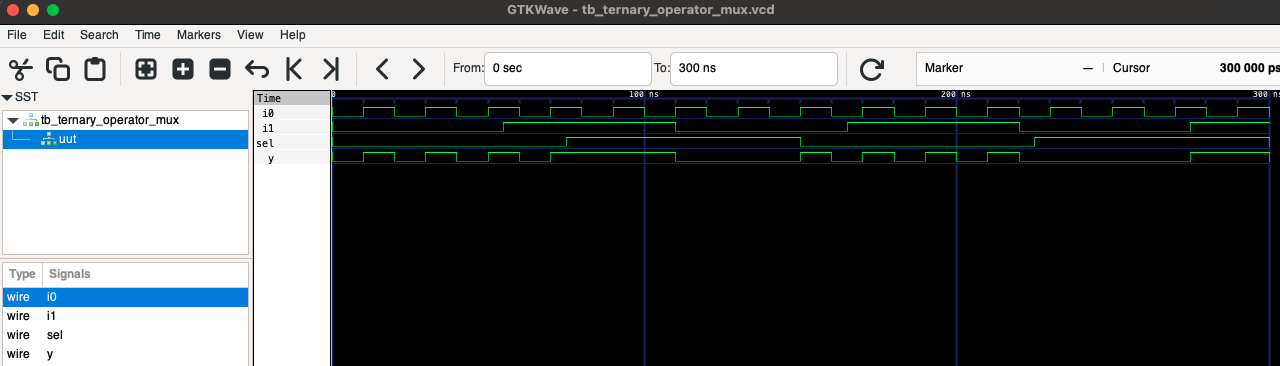 GTKWave - tb_ternary_operator_mux.vcd
File Edit Search Time Markers View Help
From: 0 sec To: 300 ns Marker — | Cursor 300 000 ps
SST
tb_ternary_operator_mux
uut
Type Signals
wire i0
wire i1
wire sel
wire y
Time
0 100 ns 200 ns 300 ns
i0
i1
sel
y